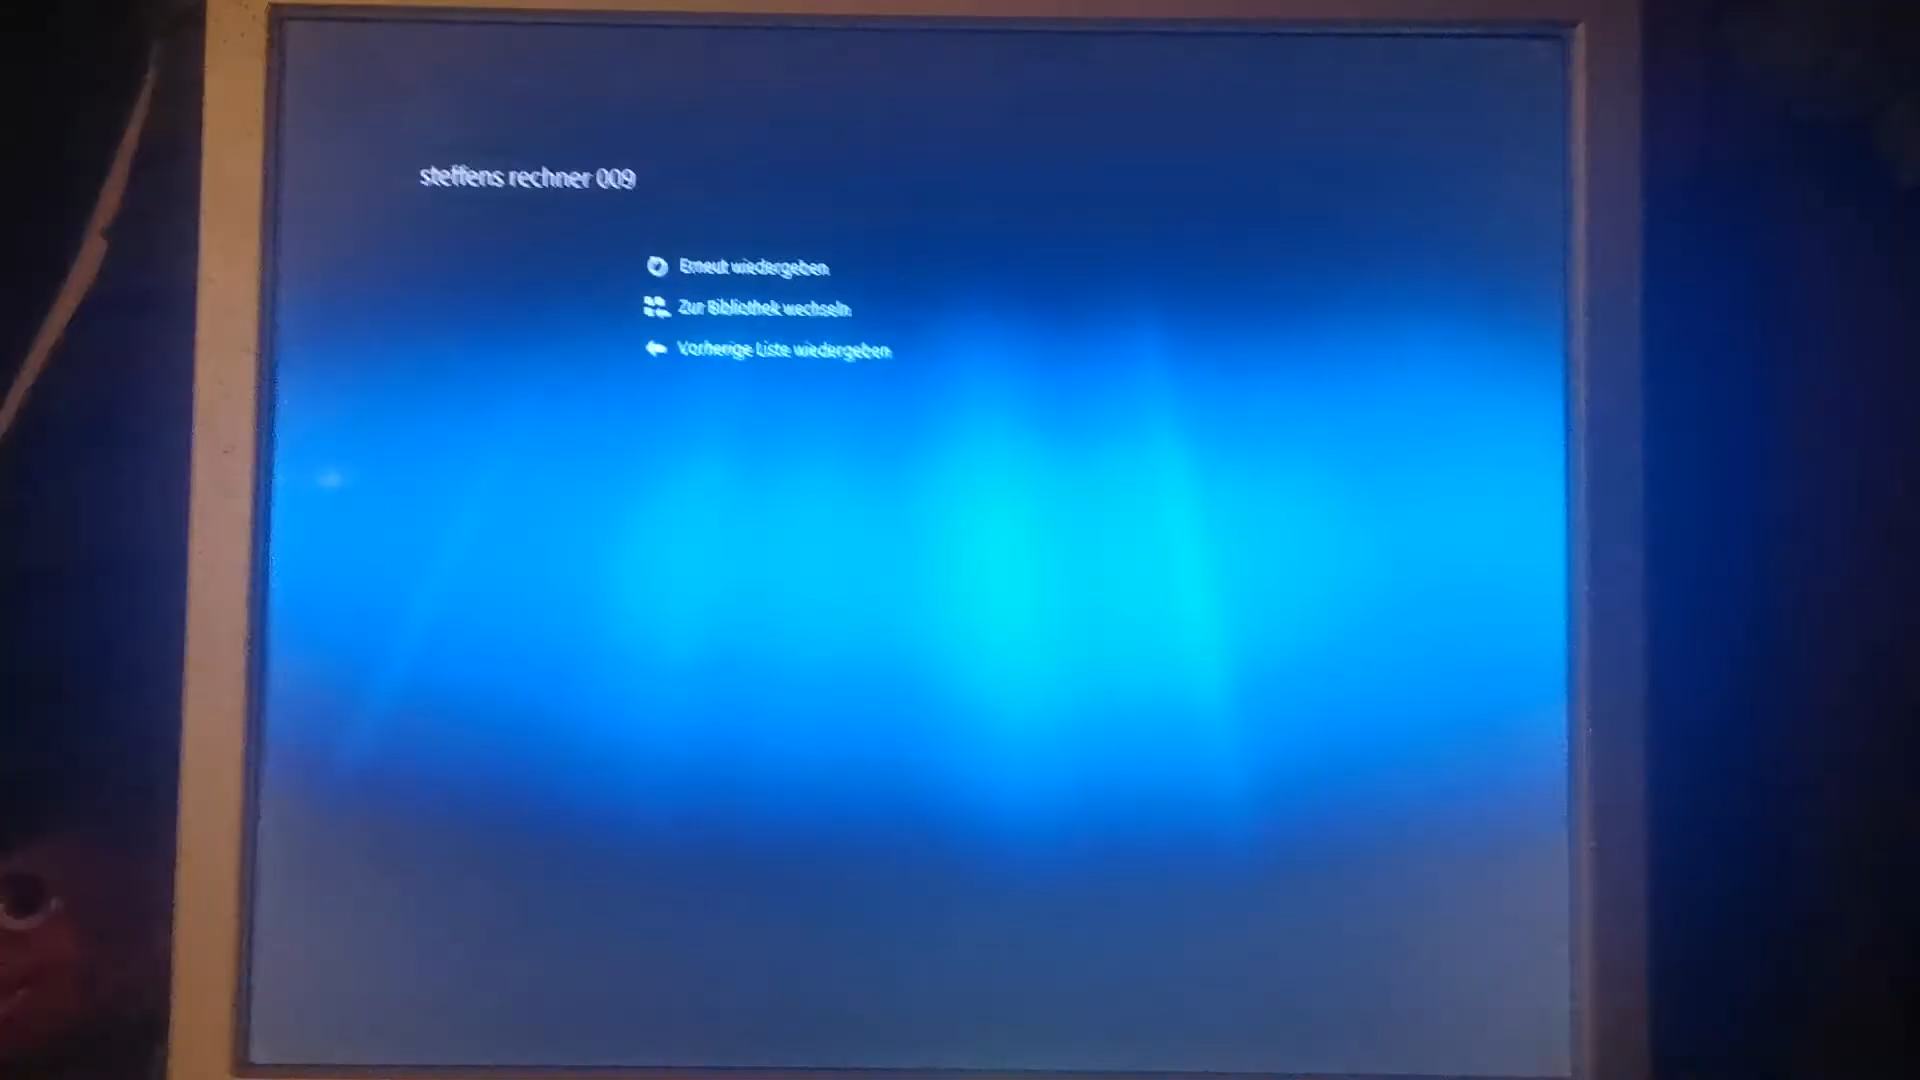 steffens rechner 009
Erneut wiedergeben
Zur Bibliothek wechseln
Vorherige Liste wiedergeben